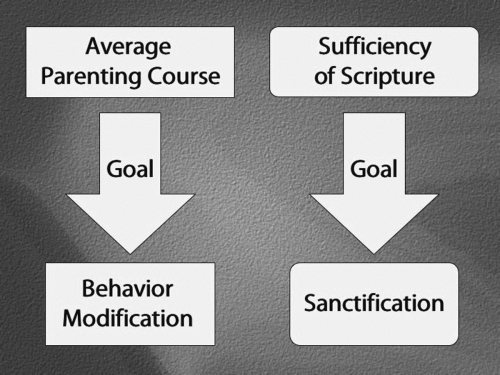 Average
Parenting Course
Goal
Behavior
Modification
Sufficiency
of Scripture
Goal
Sanctification